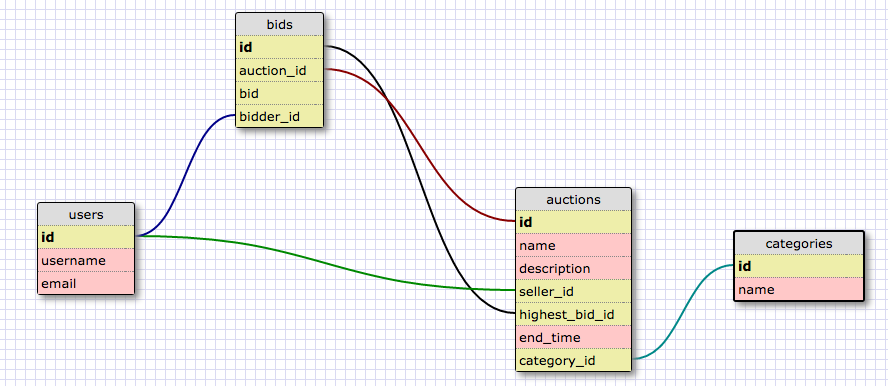 bids
id
auction_id
bid
bidder_id
users
id
username
email
auctions
id
name
description
seller_id
highest_bid_id
end_time
category_id
categories
id
name